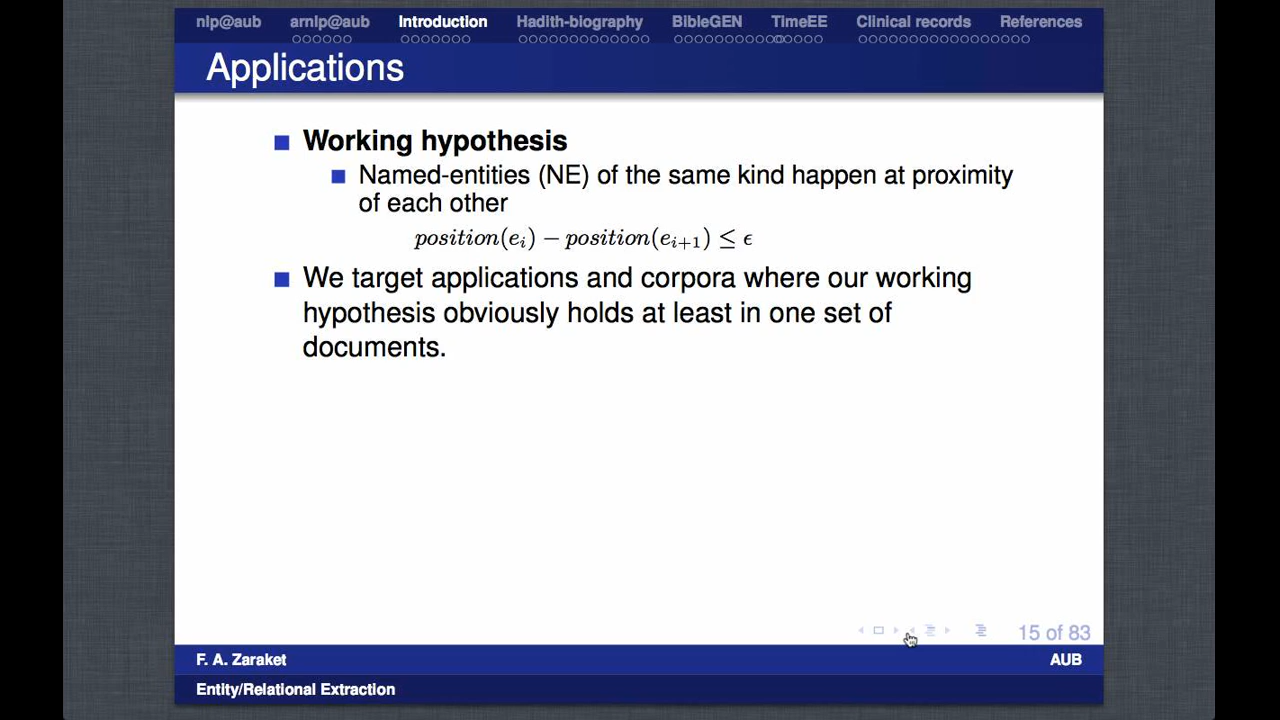 nlp@aub arnlp@aub Introduction Hadith-biography BibleGEN TimeEE Clinical records References
Applications
Working hypothesis
Named-entities (NE) of the same kind happen at proximity
of each other
position(eᵢ) − position(eᵢ₊₁) ≤ ϵ
We target applications and corpora where our working
hypothesis obviously holds at least in one set of
documents.
15 of 83
F. A. Zaraket AUB
Entity/Relational Extraction